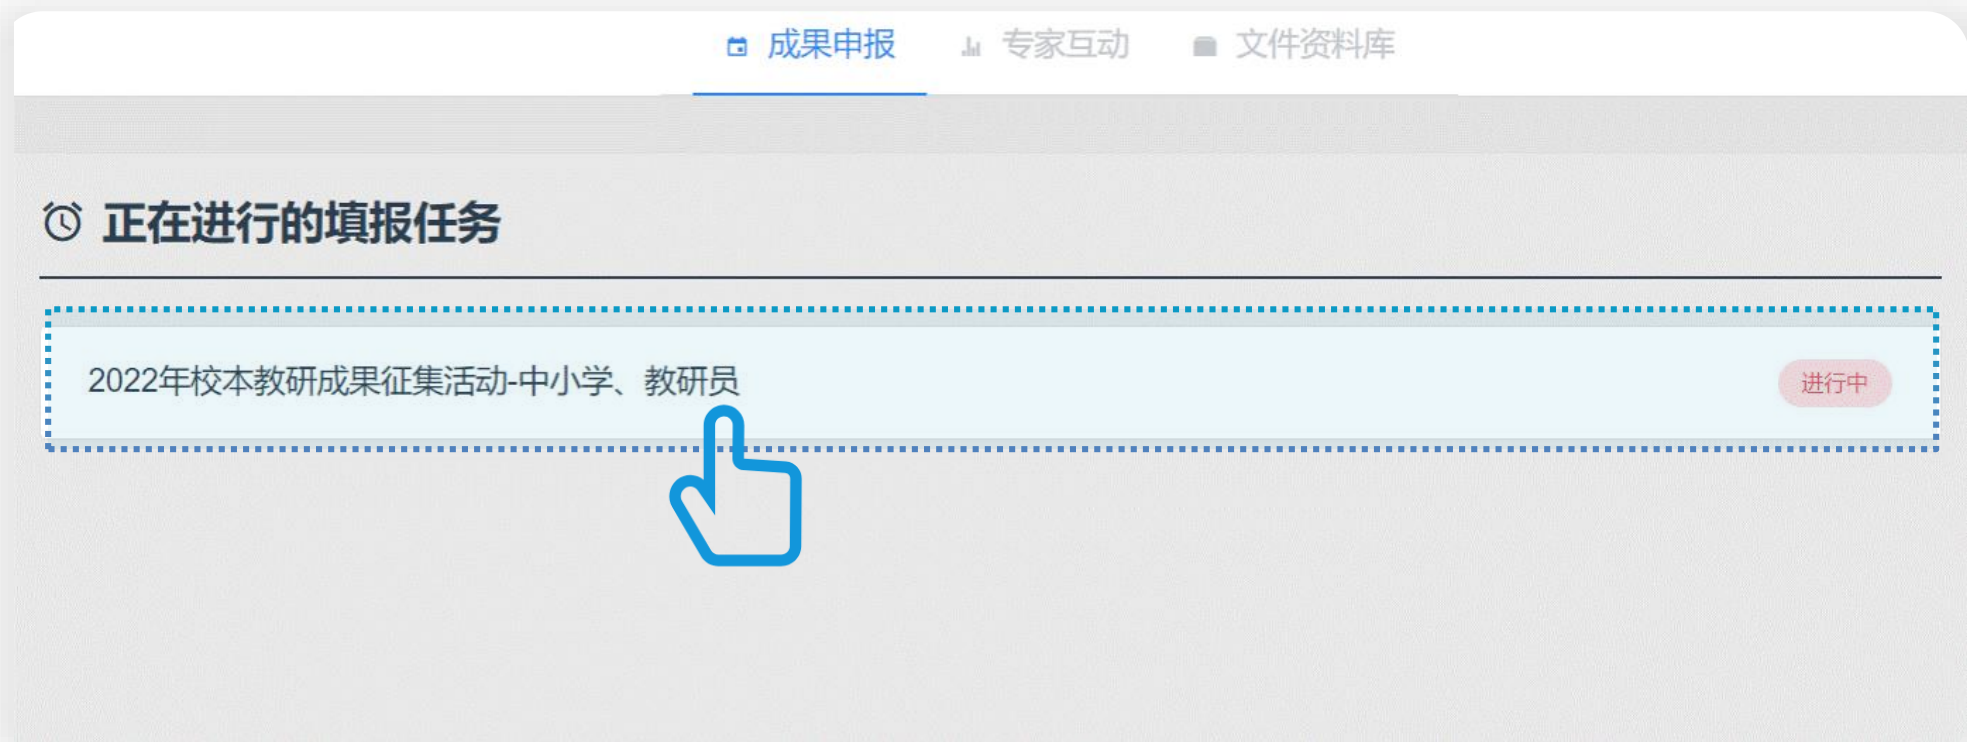 成果申报 专家互动 文件资料库
正在进行的填报任务
2022年校本教研成果征集活动-中小学、教研员 进行中